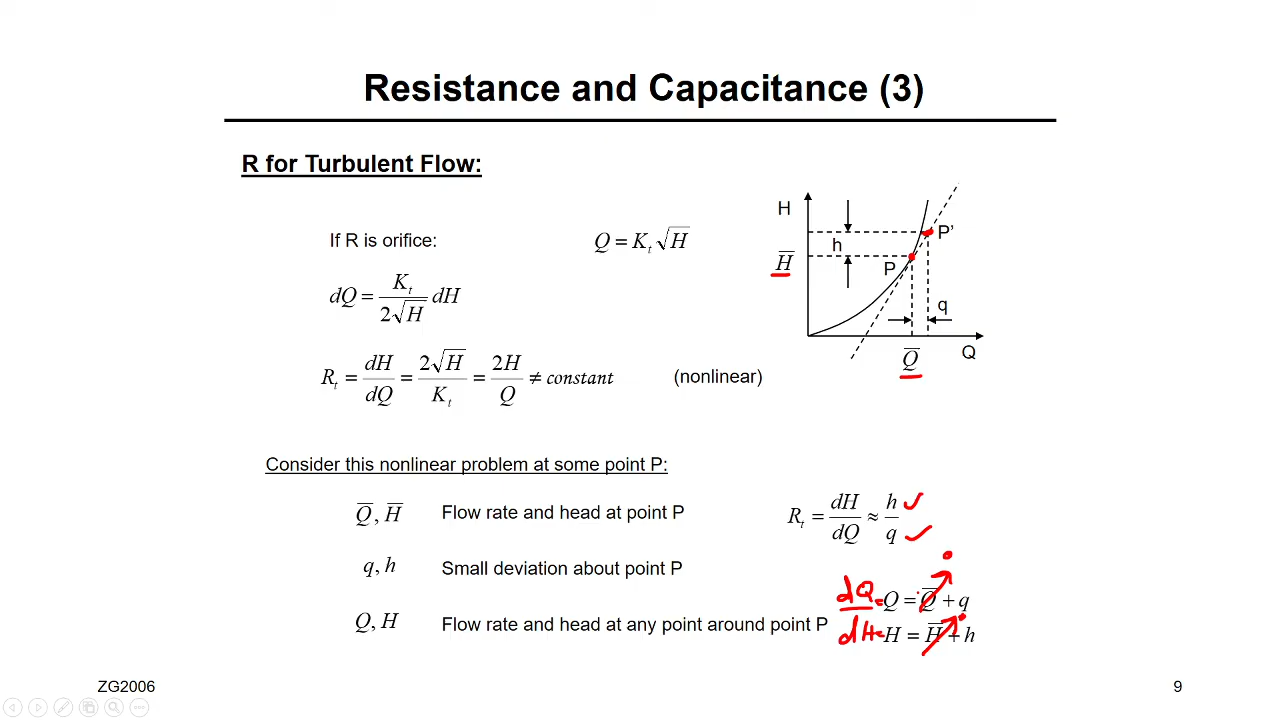 Resistance and Capacitance (3)
R for Turbulent Flow:
If R is orifice:
Q = K_t √H
dQ = K_t / 2√H dH
R_t = dH / dQ = 2√H / K_t = 2H / Q ≠ constant
(nonlinear)
H
H̅
h
P'
P
q
Q̅
Q
Consider this nonlinear problem at some point P:
Q̅, H̅ Flow rate and head at point P
R_t = dH / dQ ≈ h / q
q, h Small deviation about point P
Q, H Flow rate and head at any point around point P
dQ = Q = Q̅ + q
dH = H = H̅ + h
ZG2006
9